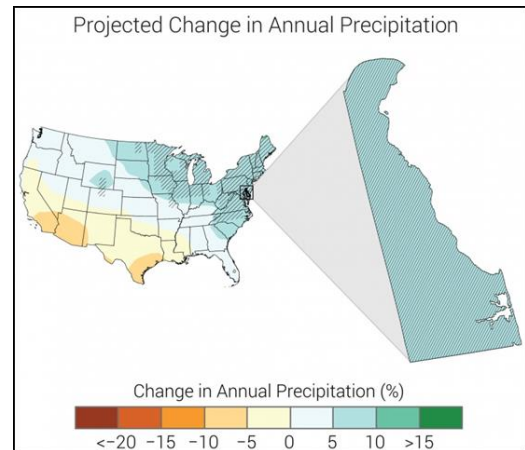 Projected Change in Annual Precipitation
Change in Annual Precipitation (%)
<−20 −15 −10 −5 0 5 10 >15